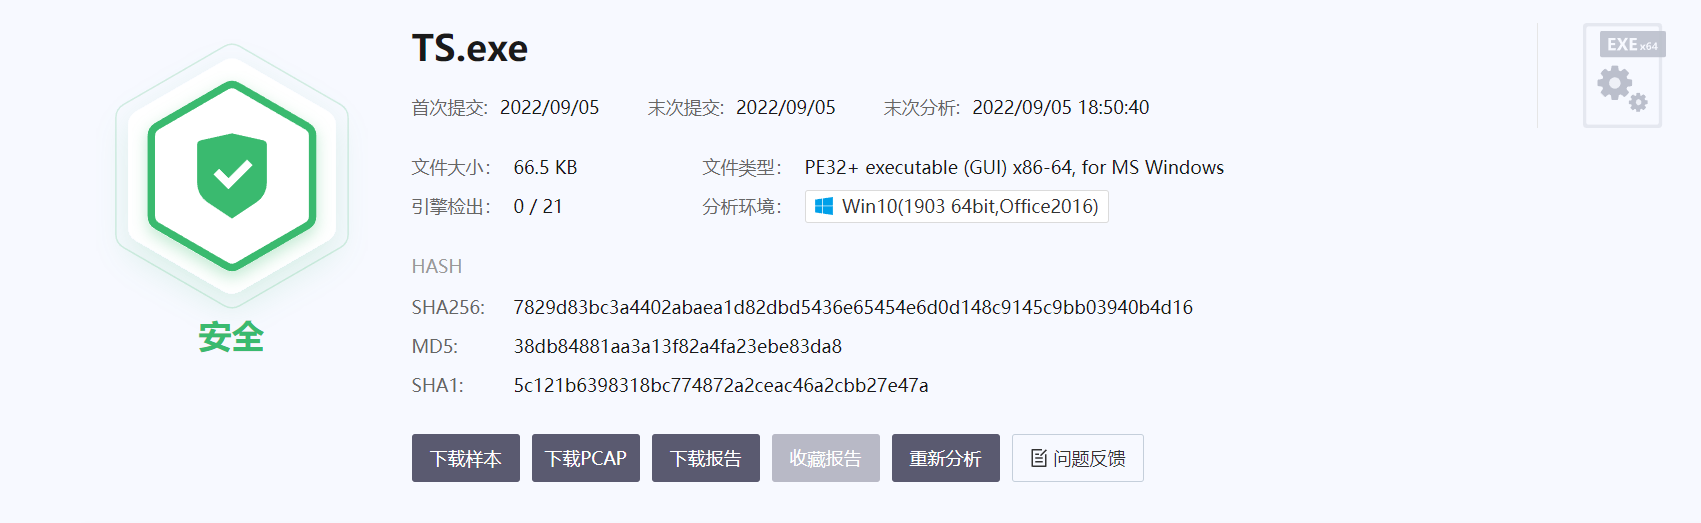 TS.exe
EXE x64
首次提交: 2022/09/05 末次提交: 2022/09/05 末次分析: 2022/09/05 18:50:40
文件大小： 66.5 KB 文件类型： PE32+ executable (GUI) x86-64, for MS Windows
引擎检出： 0 / 21 分析环境： Win10(1903 64bit,Office2016)
HASH
SHA256: 7829d83bc3a4402abaea1d82dbd5436e65454e6d0d148c9145c9bb03940b4d16
安全
MD5: 38db84881aa3a13f82a4fa23ebe83da8
SHA1: 5c121b6398318bc774872a2ceac46a2cbb27e47a
下载样本 下载PCAP 下载报告 收藏报告 重新分析 问题反馈